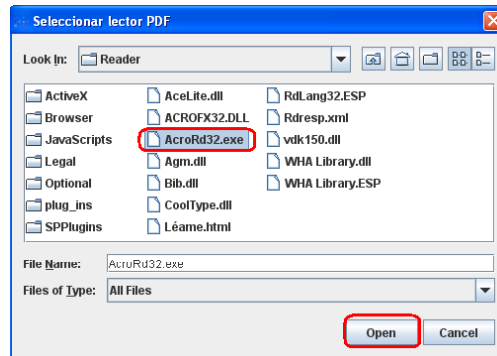 Seleccionar lector PDF
Look In: Reader
ActiveX AceLite.dll RdLang32.ESP
Browser ACROFX32.DLL Rdresp.xml
JavaScripts AcroRd32.exe vdk150.dll
Legal Agm.dll WHA Library.dll
Optional Bib.dll WHA Library.ESP
plug_ins CoolType.dll
SPPlugins Léame.html
File Name: AcroRd32.exe
Files of Type: All Files
Open Cancel